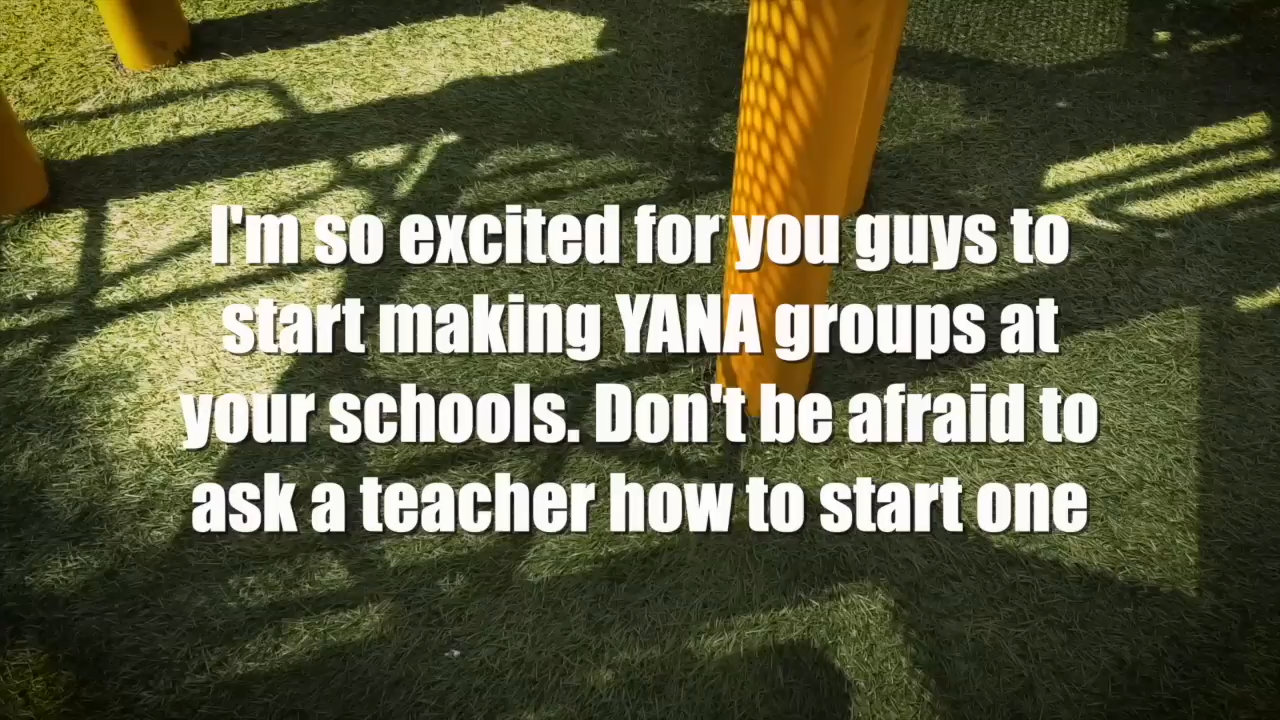 I'm so excited for you guys to
start making YANA groups at
your schools. Don't be afraid to
ask a teacher how to start one